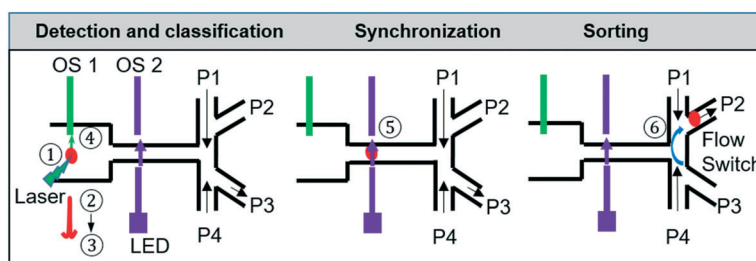 Detection and classification
Synchronization
Sorting
OS 1 OS 2 P1
P2
④
①
Laser
②
③
LED
P3
P4
P1
⑤
P2
P3
P4
P1
P2
⑥
Flow
Switch
P3
P4